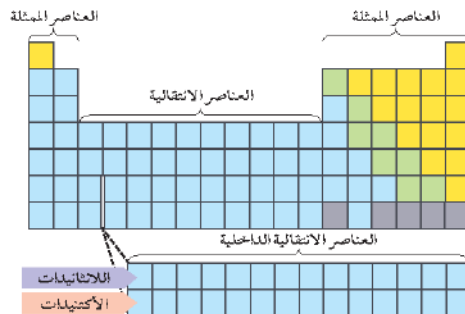 العناصر الممثلة
العناصر الممثلة
العناصر الانتقالية
العناصر الانتقالية الداخلية
اللانثانيدات
الأكتنيدات